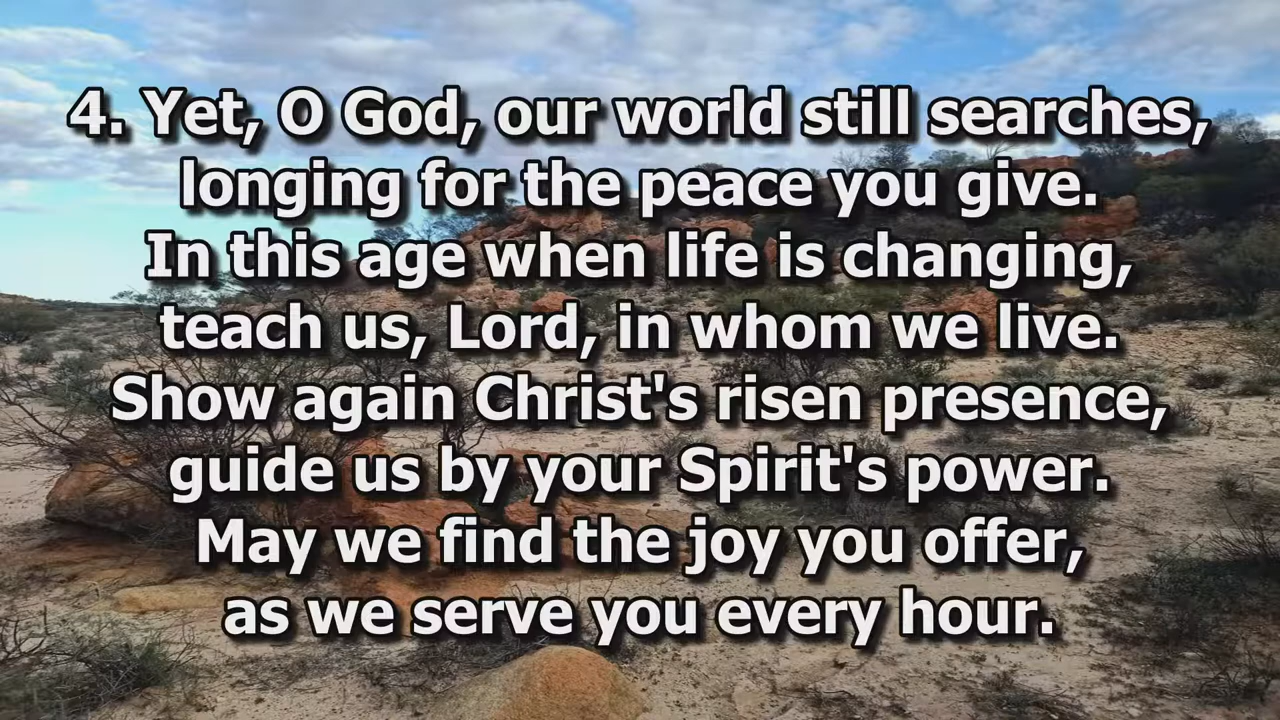 4. Yet, O God, our world still searches,
longing for the peace you give.
In this age when life is changing,
teach us, Lord, in whom we live.
Show again Christ's risen presence,
guide us by your Spirit's power.
May we find the joy you offer,
as we serve you every hour.